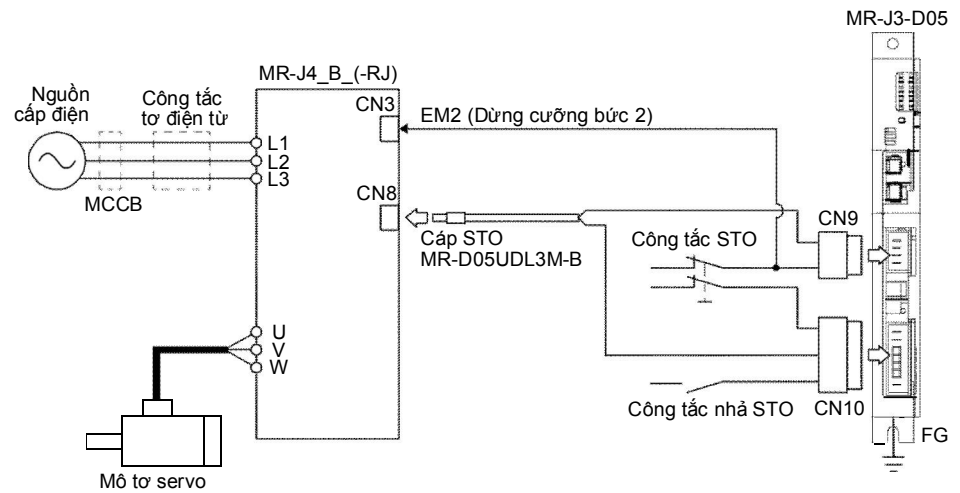 MR-J3-D05
MR-J4_B_(-RJ)
Nguồn
cấp điện
Công tắc
tơ điện từ
CN3
EM2 (Dừng cưỡng bức 2)
L1
L2
L3
MCCB
CN8
Cáp STO
MR-D05UDL3M-B
Công tắc STO
CN9
U
V
W
Công tắc nhả STO
CN10
FG
Mô tơ servo